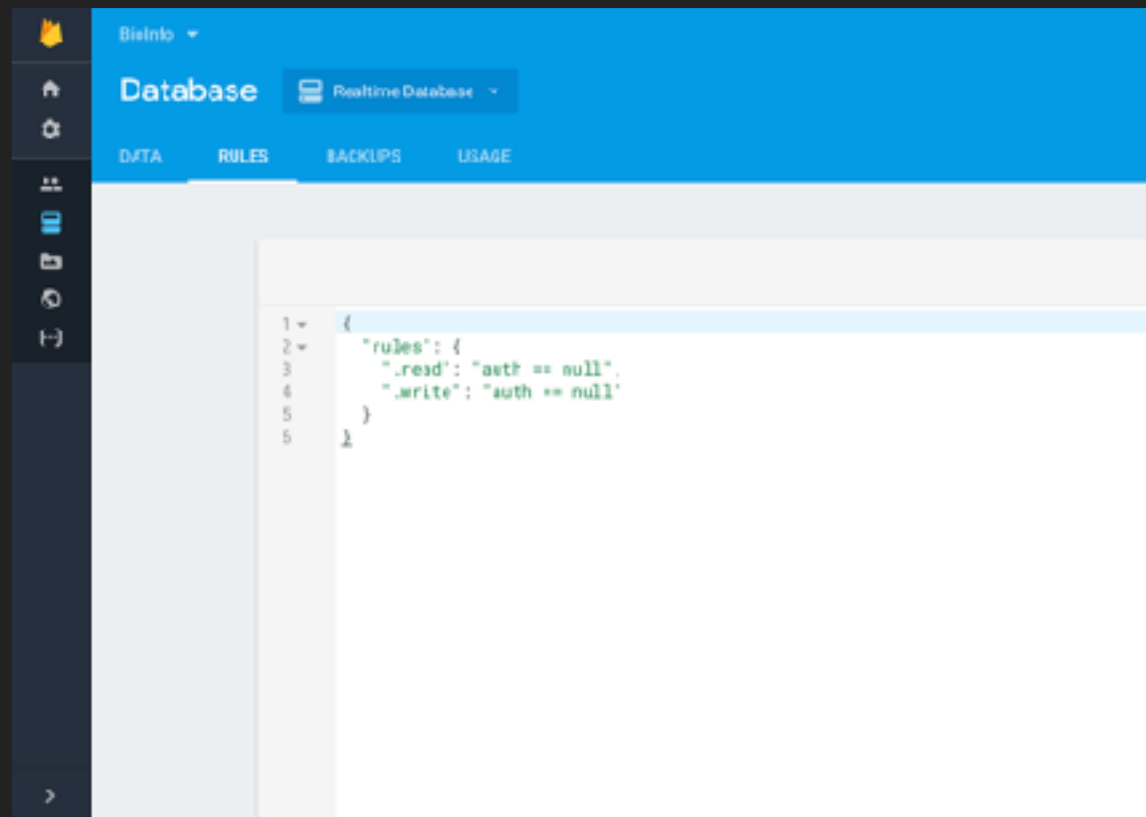 BioInfo
Database Realtime Database
DATA RULES BACKUPS USAGE
1 {
2 "rules": {
3 ".read": "auth == null",
4 ".write": "auth == null"
5 }
6 }